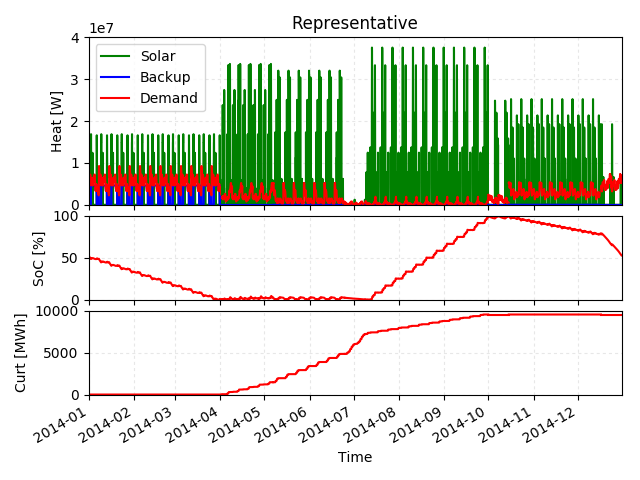 Representative
1e7
Heat [W]
4
3
2
1
0
Solar
Backup
Demand
SoC [%]
100
50
0
Curt [MWh]
10000
5000
0
2014-01
2014-02
2014-03
2014-04
2014-05
2014-06
2014-07
2014-08
2014-09
2014-10
2014-11
2014-12
Time